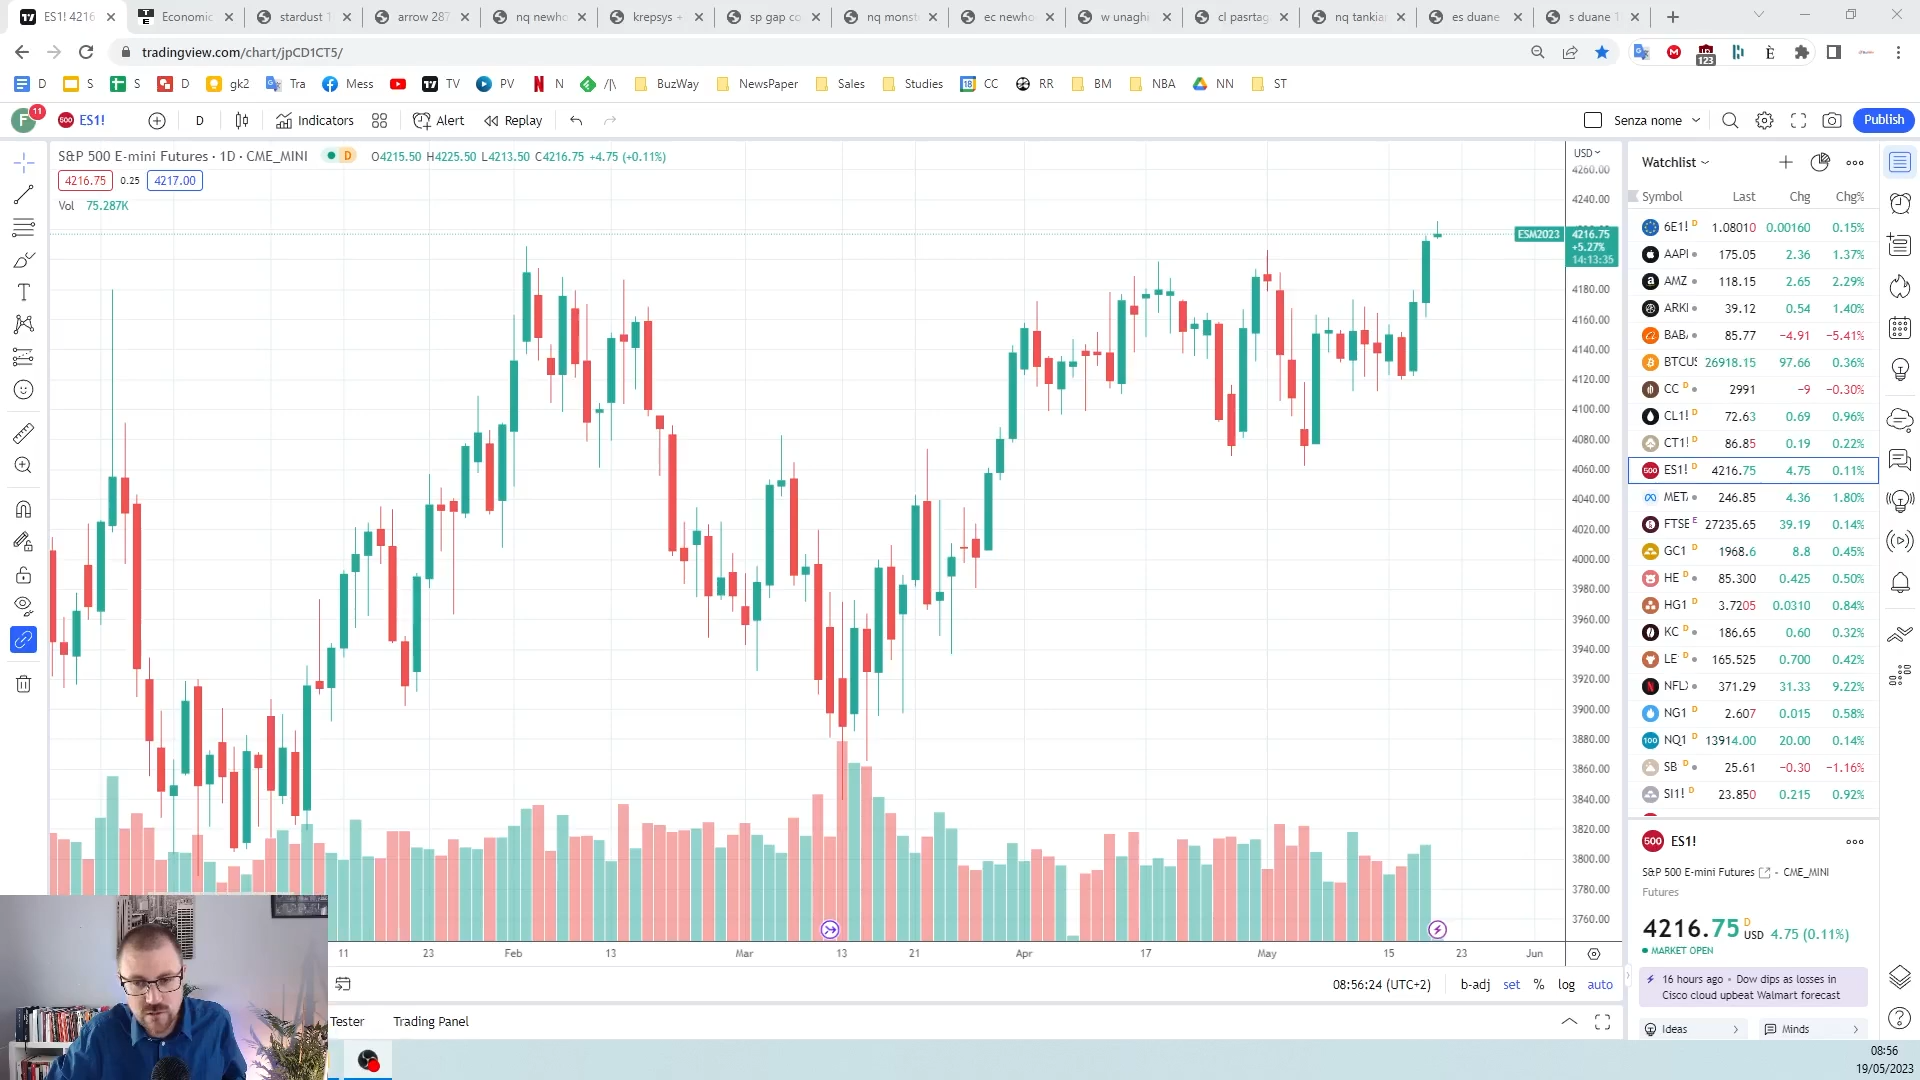 ES1! 4216
Economic
stardust 1
arrow 287
nq newho
krepsys +
sp gap co
nq monst
ec newho
w unaghi
cl pasrtag
nq tankia
es duane
s duane 1
tradingview.com/chart/jpCD1CT5/
123
D
S
S
D
gk2
Tra
Mess
TV
PV
N
/|\
BuzWay
NewsPaper
Sales
Studies
CC
RR
BM
NBA
NN
ST
F
11
500 ES1!
D
Indicators
Alert
Replay
Senza nome
Publish
S&P 500 E-mini Futures · 1D · CME_MINI
D
O4215.50 H4225.50 L4213.50 C4216.75 +4.75 (+0.11%)
4216.75 0.25 4217.00
Vol 75.287K
USD
4260.00
4240.00
ESM2023
4216.75
+5.27%
14:13:35
4180.00
4160.00
4140.00
4120.00
4100.00
4080.00
4060.00
4040.00
4020.00
4000.00
3980.00
3960.00
3940.00
3920.00
3900.00
3880.00
3860.00
3840.00
3820.00
3800.00
3780.00
3760.00
11 23 Feb 13 Mar 13 21 Apr 17 May 15 23 Jun
08:56:24 (UTC+2) b-adj set % log auto
Tester Trading Panel
Watchlist
Symbol Last Chg Chg%
6E1! D 1.08010 0.00160 0.15%
AAPL 175.05 2.36 1.37%
AMZ 118.15 2.65 2.29%
ARKI 39.12 0.54 1.40%
BABA 85.77 −4.91 −5.41%
BTCUS 26918.15 97.66 0.36%
CC D 2991 −9 −0.30%
CL1! D 72.63 0.69 0.96%
CT1! D 86.85 0.19 0.22%
500 ES1! D 4216.75 4.75 0.11%
META 246.85 4.36 1.80%
FTSE E 27235.65 39.19 0.14%
GC1 D 1968.6 8.8 0.45%
HE D 85.300 0.425 0.50%
HG1 D 3.7205 0.0310 0.84%
KC D 186.65 0.60 0.32%
LE D 165.525 0.700 0.42%
NFLX 371.29 31.33 9.22%
NG1 D 2.607 0.015 0.58%
100 NQ1 D 13914.00 20.00 0.14%
SB D 25.61 −0.30 −1.16%
SI1! D 23.850 0.215 0.92%
500 ES1!
S&P 500 E-mini Futures - CME_MINI
Futures
4216.75 D USD 4.75 (0.11%)
MARKET OPEN
16 hours ago • Dow dips as losses in
Cisco cloud upbeat Walmart forecast
Ideas
Minds
08:56
19/05/2023